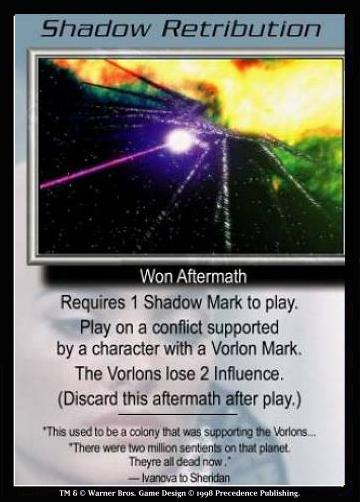 Shadow Retribution
Won Aftermath
Requires 1 Shadow Mark to play.
Play on a conflict supported
by a character with a Vorlon Mark.
The Vorlons lose 2 Influence.
(Discard this aftermath after play.)
"This used to be a colony that was supporting the Vorlons...
"There were two million sentients on that planet.
Theyre all dead now ."
— Ivanova to Sheridan
TM & © Warner Bros. Game Design © 1998 Precedence Publishing.